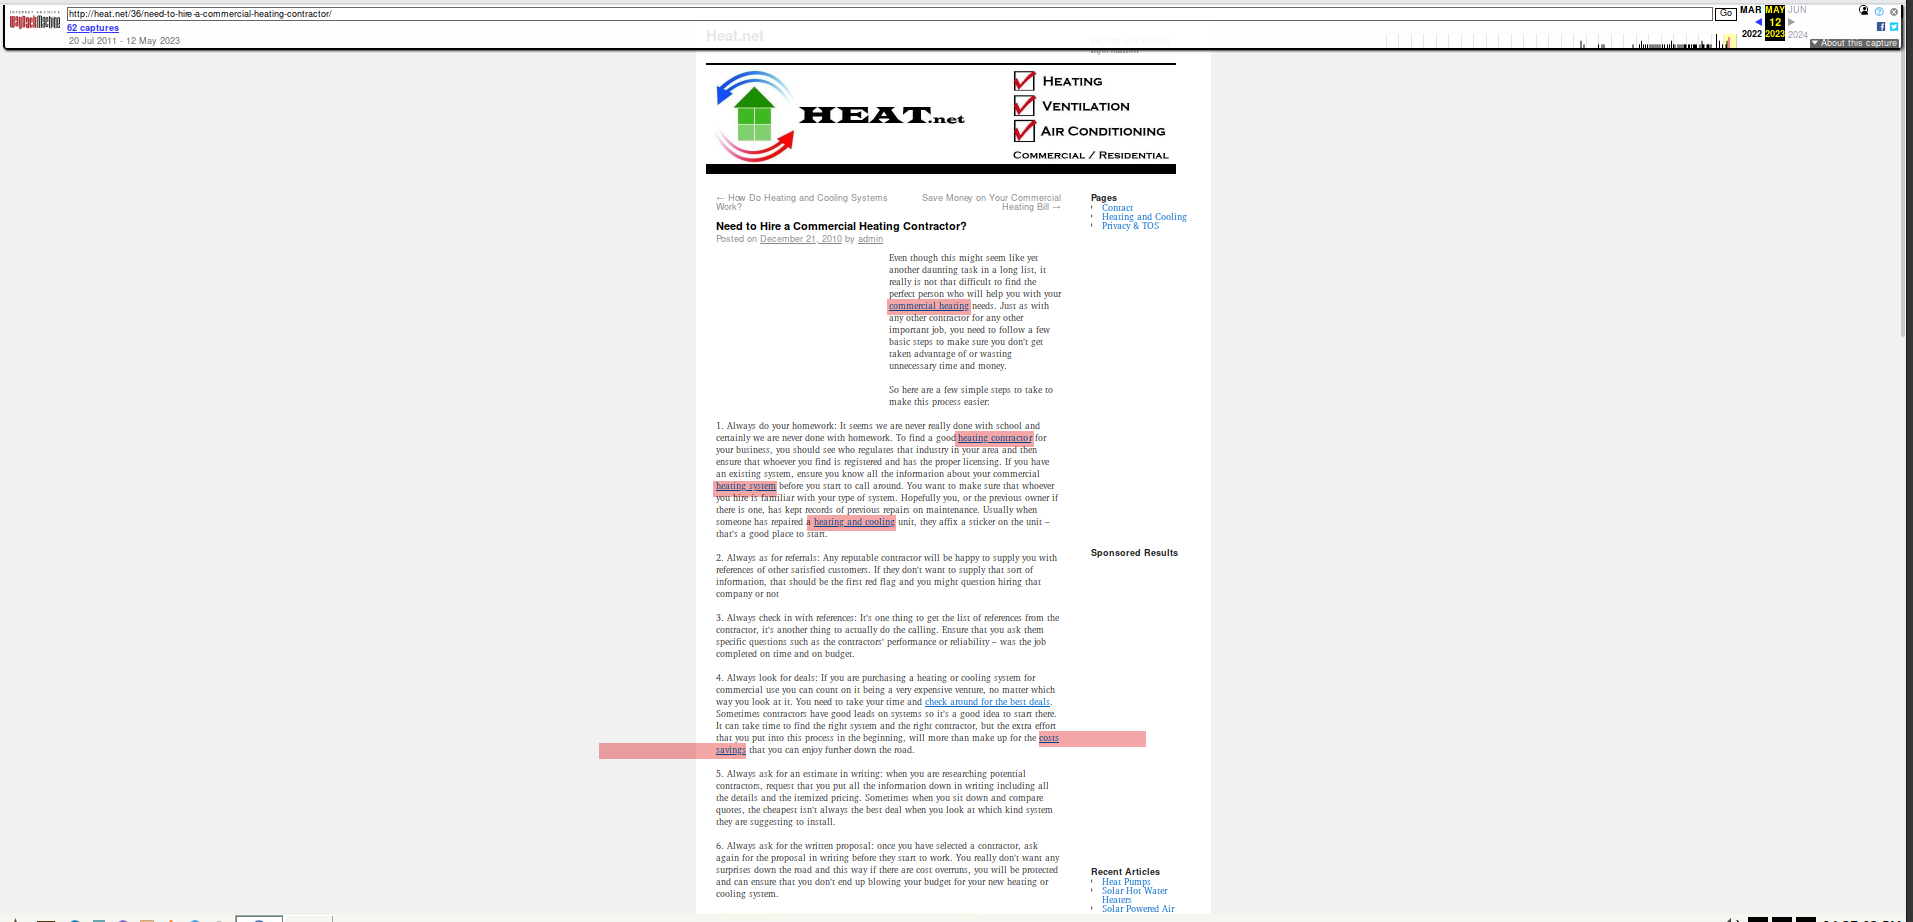 INTERNET ARCHIVE
WayBackMachine
http://heat.net/36/need-to-hire-a-commercial-heating-contractor/
Go
62 captures
20 Jul 2011 - 12 May 2023
MAR MAY JUN
12
2022 2023 2024
About this capture
Heat.net
Information
HEAT.net
HEATING
VENTILATION
AIR CONDITIONING
COMMERCIAL / RESIDENTIAL
← How Do Heating and Cooling Systems
Work?
Save Money on Your Commercial
Heating Bill →
Need to Hire a Commercial Heating Contractor?
Posted on December 21, 2010 by admin
Even though this might seem like yet
another daunting task in a long list, it
really is not that difficult to find the
perfect person who will help you with your
commercial heating needs. Just as with
any other contractor for any other
important job, you need to follow a few
basic steps to make sure you don't get
taken advantage of or wasting
unnecessary time and money.
So here are a few simple steps to take to
make this process easier:
1. Always do your homework: It seems we are never really done with school and
certainly we are never done with homework. To find a good heating contractor for
your business, you should see who regulates that industry in your area and then
ensure that whoever you find is registered and has the proper licensing. If you have
an existing system, ensure you know all the information about your commercial
heating system before you start to call around. You want to make sure that whoever
you hire is familiar with your type of system. Hopefully you, or the previous owner if
there is one, has kept records of previous repairs on maintenance. Usually when
someone has repaired a heating and cooling unit, they affix a sticker on the unit –
that's a good place to start.
2. Always as for referrals: Any reputable contractor will be happy to supply you with
references of other satisfied customers. If they don't want to supply that sort of
information, that should be the first red flag and you might question hiring that
company or not
3. Always check in with references: It's one thing to get the list of references from the
contractor, it's another thing to actually do the calling. Ensure that you ask them
specific questions such as the contractors' performance or reliability – was the job
completed on time and on budget.
4. Always look for deals: If you are purchasing a heating or cooling system for
commercial use you can count on it being a very expensive venture, no matter which
way you look at it. You need to take your time and check around for the best deals.
Sometimes contractors have good leads on systems so it's a good idea to start there.
It can take time to find the right system and the right contractor, but the extra effort
that you put into this process in the beginning, will more than make up for the costs
savings that you can enjoy further down the road.
5. Always ask for an estimate in writing: when you are researching potential
contractors, request that you put all the information down in writing including all
the details and the itemized pricing. Sometimes when you sit down and compare
quotes, the cheapest isn't always the best deal when you look at which kind system
they are suggesting to install.
6. Always ask for the written proposal: once you have selected a contractor, ask
again for the proposal in writing before they start to work. You really don't want any
surprises down the road and this way if there are cost overruns, you will be protected
and can ensure that you don't end up blowing your budget for your new heating or
cooling system.
Pages
Contact
Heating and Cooling
Privacy & TOS
Sponsored Results
Recent Articles
Heat Pumps
Solar Hot Water
Heaters
Solar Powered Air